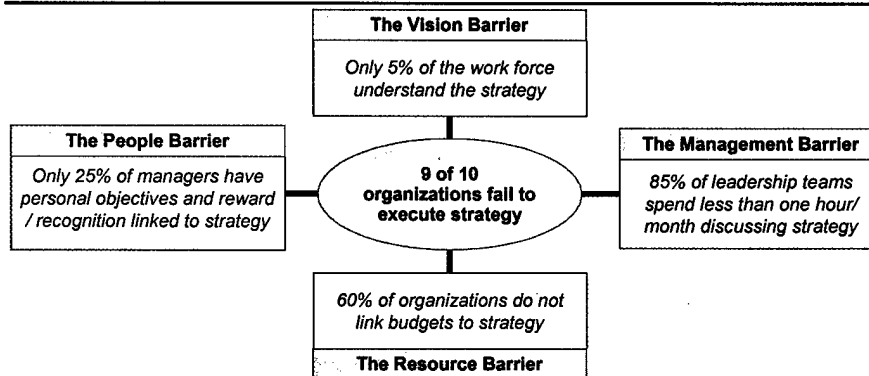 The Vision Barrier
Only 5% of the work force
understand the strategy
The People Barrier
Only 25% of managers have
personal objectives and reward
/ recognition linked to strategy
9 of 10
organizations fail to
execute strategy
The Management Barrier
85% of leadership teams
spend less than one hour/
month discussing strategy
60% of organizations do not
link budgets to strategy
The Resource Barrier